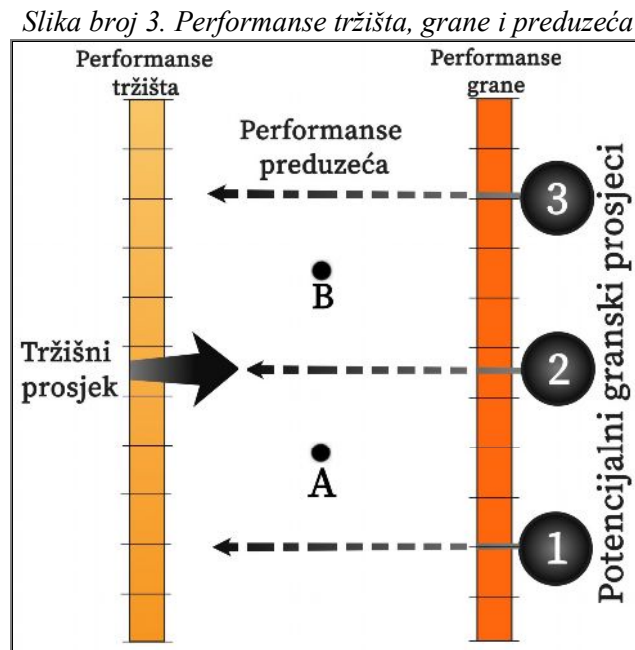 Slika broj 3. Performanse tržišta, grane i preduzeća
Performanse
tržišta
Performanse
grane
Performanse
preduzeća
3
B
Tržišni
prosjek
2
A
1
Potencijalni granski prosjeci